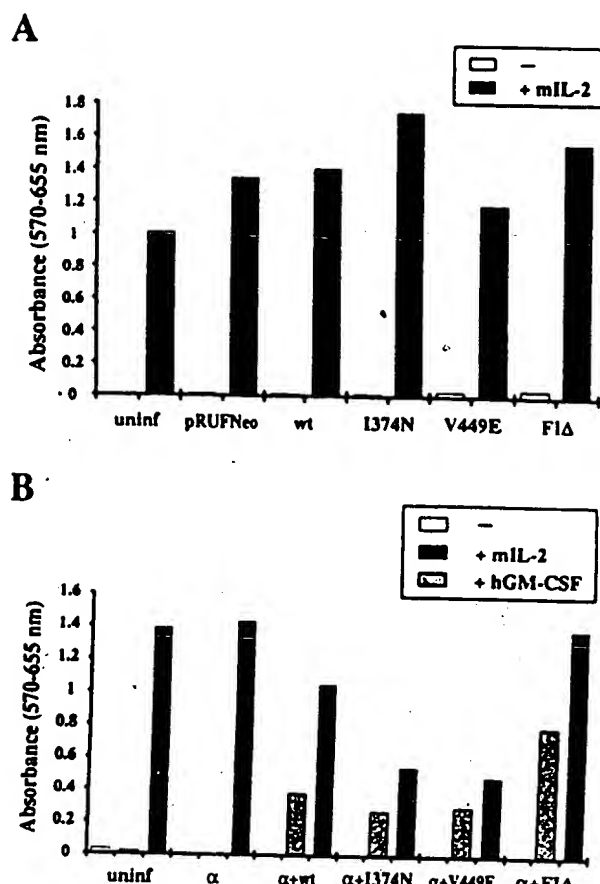 A
–
+ mIL-2
1.8
1.6
1.4
1.2
1
0.8
0.6
0.4
0.2
0
Absorbance (570-655 nm)
uninf pRUFNeo wt I374N V449E F1Δ
B
–
+ mIL-2
+ hGM-CSF
1.6
1.4
1.2
1
0.8
0.6
0.4
0.2
0
Absorbance (570-655 nm)
uninf α α+wt α+I374N α+V449E α+F1Δ